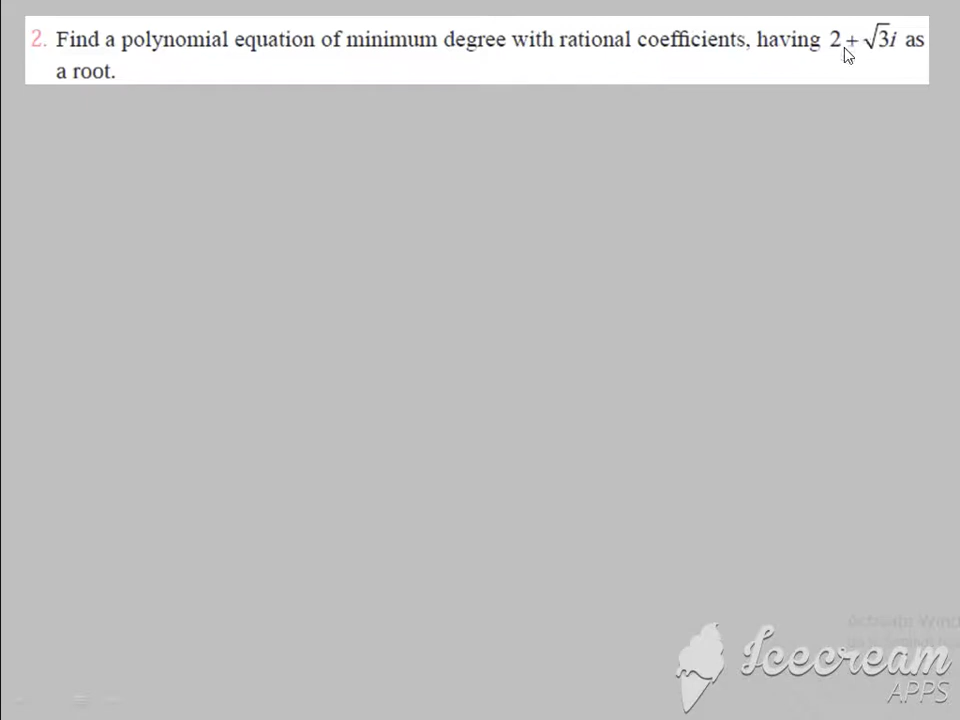 2. Find a polynomial equation of minimum degree with rational coefficients, having 2 + √3i as
a root.
Icecream
APPS